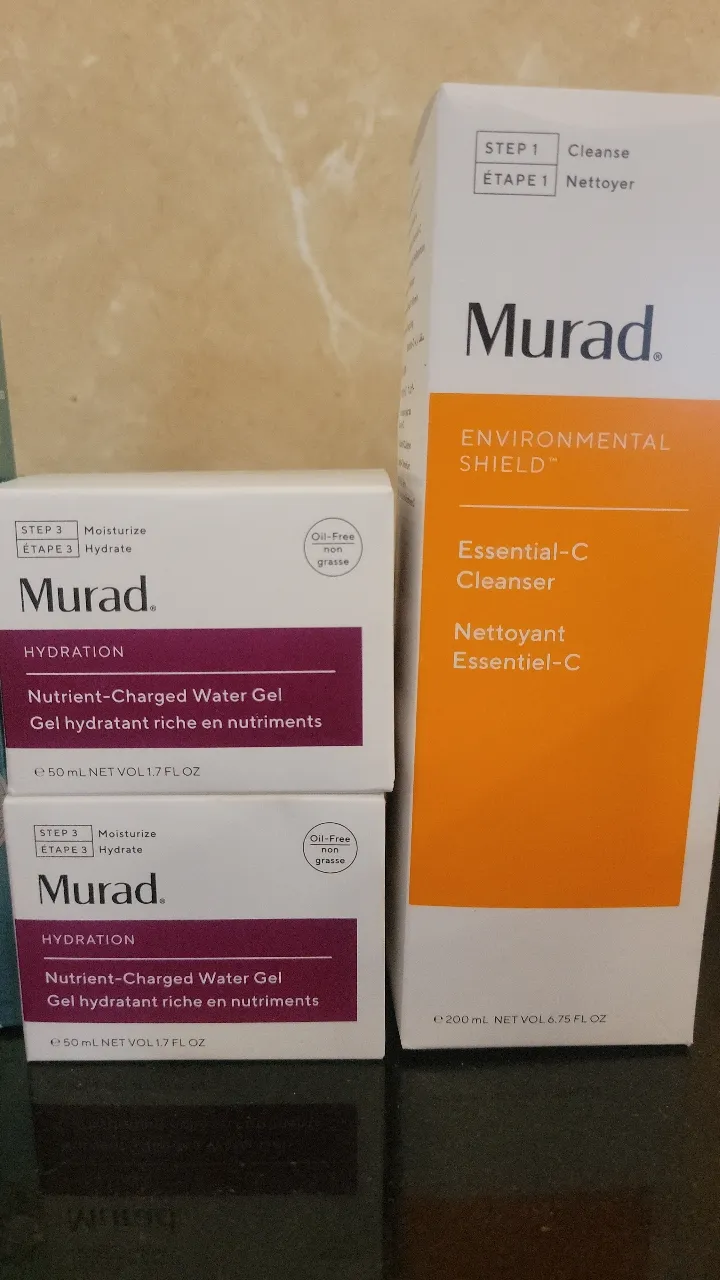 STEP 1 Cleanse
ÉTAPE 1 Nettoyer
Murad®
ENVIRONMENTAL
SHIELD™
Essential-C
Cleanser
Nettoyant
Essentiel-C
℮ 200 mL NET VOL 6.75 FL OZ
STEP 3 Moisturize
ÉTAPE 3 Hydrate
Oil-Free
non
grasse
Murad®
HYDRATION
Nutrient-Charged Water Gel
Gel hydratant riche en nutriments
℮ 50 mL NET VOL 1.7 FL OZ
STEP 3 Moisturize
ÉTAPE 3 Hydrate
Oil-Free
non
grasse
Murad®
HYDRATION
Nutrient-Charged Water Gel
Gel hydratant riche en nutriments
℮ 50 mL NET VOL 1.7 FL OZ